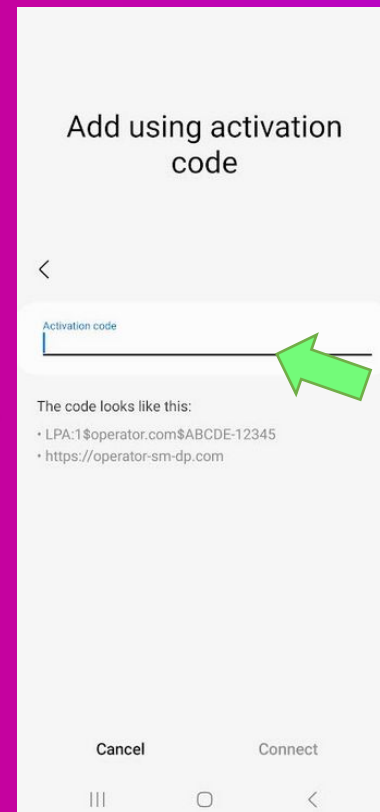 Add using activation
code
Activation code
The code looks like this:
• LPA:1$operator.com$ABCDE-12345
• https://operator-sm-dp.com
Cancel Connect